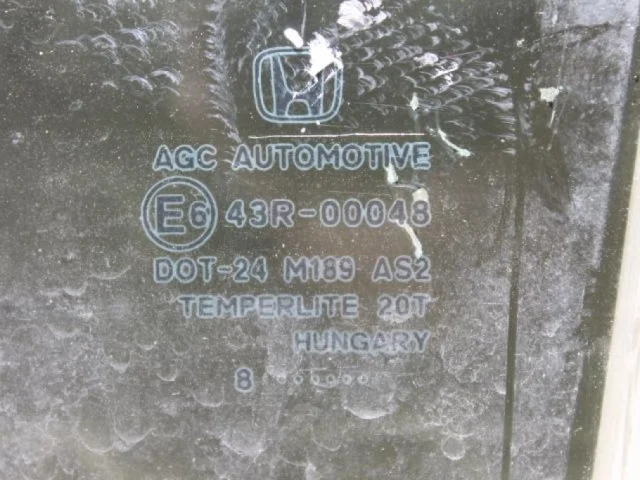 AGC AUTOMOTIVE
E6 43R-00048
DOT-24 M189 AS2
TEMPERLITE 20T
HUNGARY
8